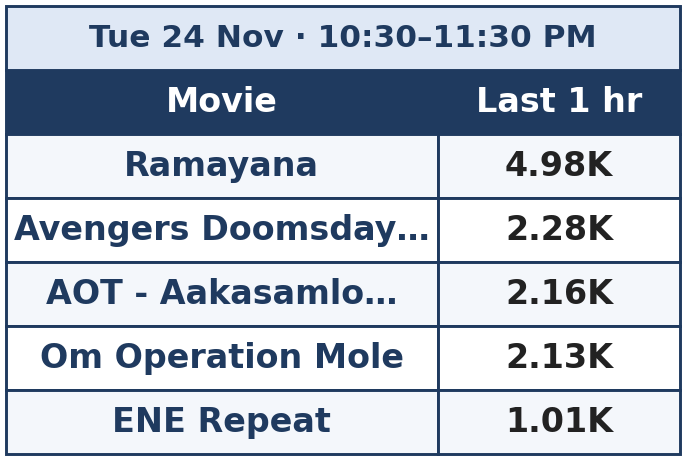 Tue 24 Nov · 10:30–11:30 PM
Movie Last 1 hr
Ramayana 4.98K
Avengers Doomsday... 2.28K
AOT - Aakasamlo... 2.16K
Om Operation Mole 2.13K
ENE Repeat 1.01K